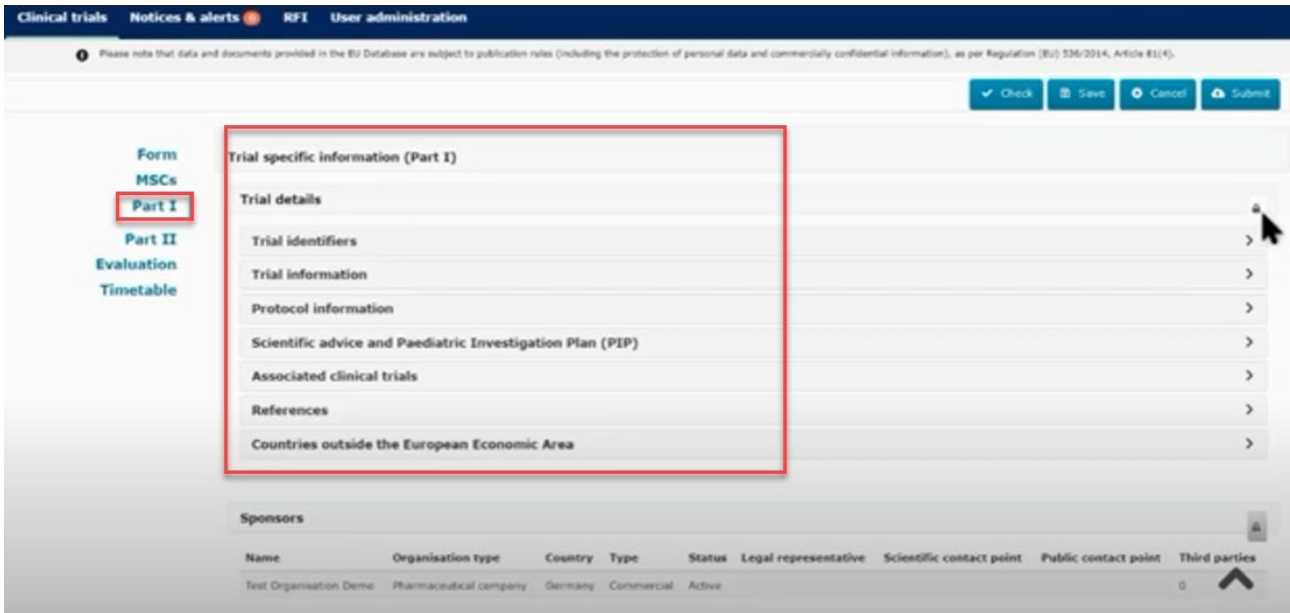 Clinical trials Notices & alerts RFI User administration
Please note that data and documents provided in the EU Database are subject to publication rules (including the protection of personal data and commercially confidential information), as per Regulation (EU) 536/2014, Article 81(4).
Check Save Cancel Submit
Form
MSCs
Part I
Part II
Evaluation
Timetable
Trial specific information (Part I)
Trial details
Trial identifiers
Trial information
Protocol information
Scientific advice and Paediatric Investigation Plan (PIP)
Associated clinical trials
References
Countries outside the European Economic Area
Sponsors
Name Organisation type Country Type Status Legal representative Scientific contact point Public contact point Third parties
Test Organisation Demo Pharmaceutical company Germany Commercial Active 0